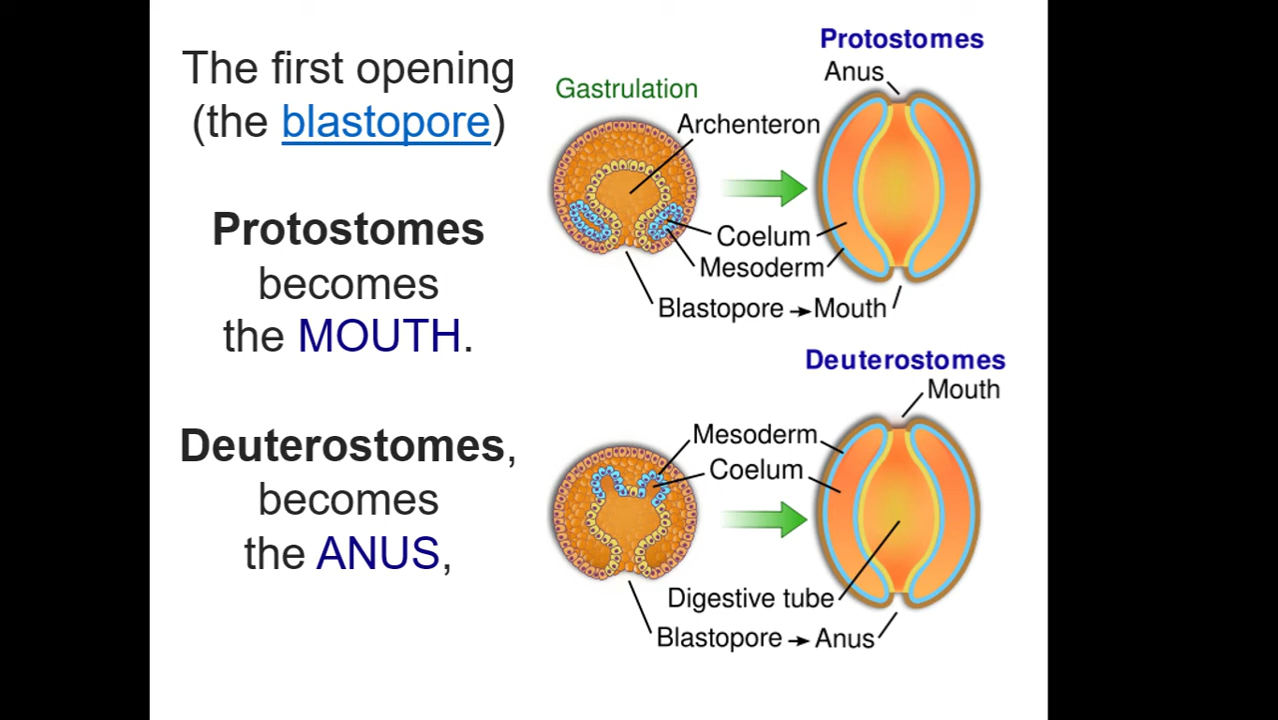 The first opening
(the blastopore)
Protostomes
becomes
the MOUTH.
Deuterostomes,
becomes
the ANUS,
Protostomes
Anus
Gastrulation
Archenteron
Coelum
Mesoderm
Blastopore → Mouth
Deuterostomes
Mouth
Mesoderm
Coelum
Digestive tube
Blastopore → Anus